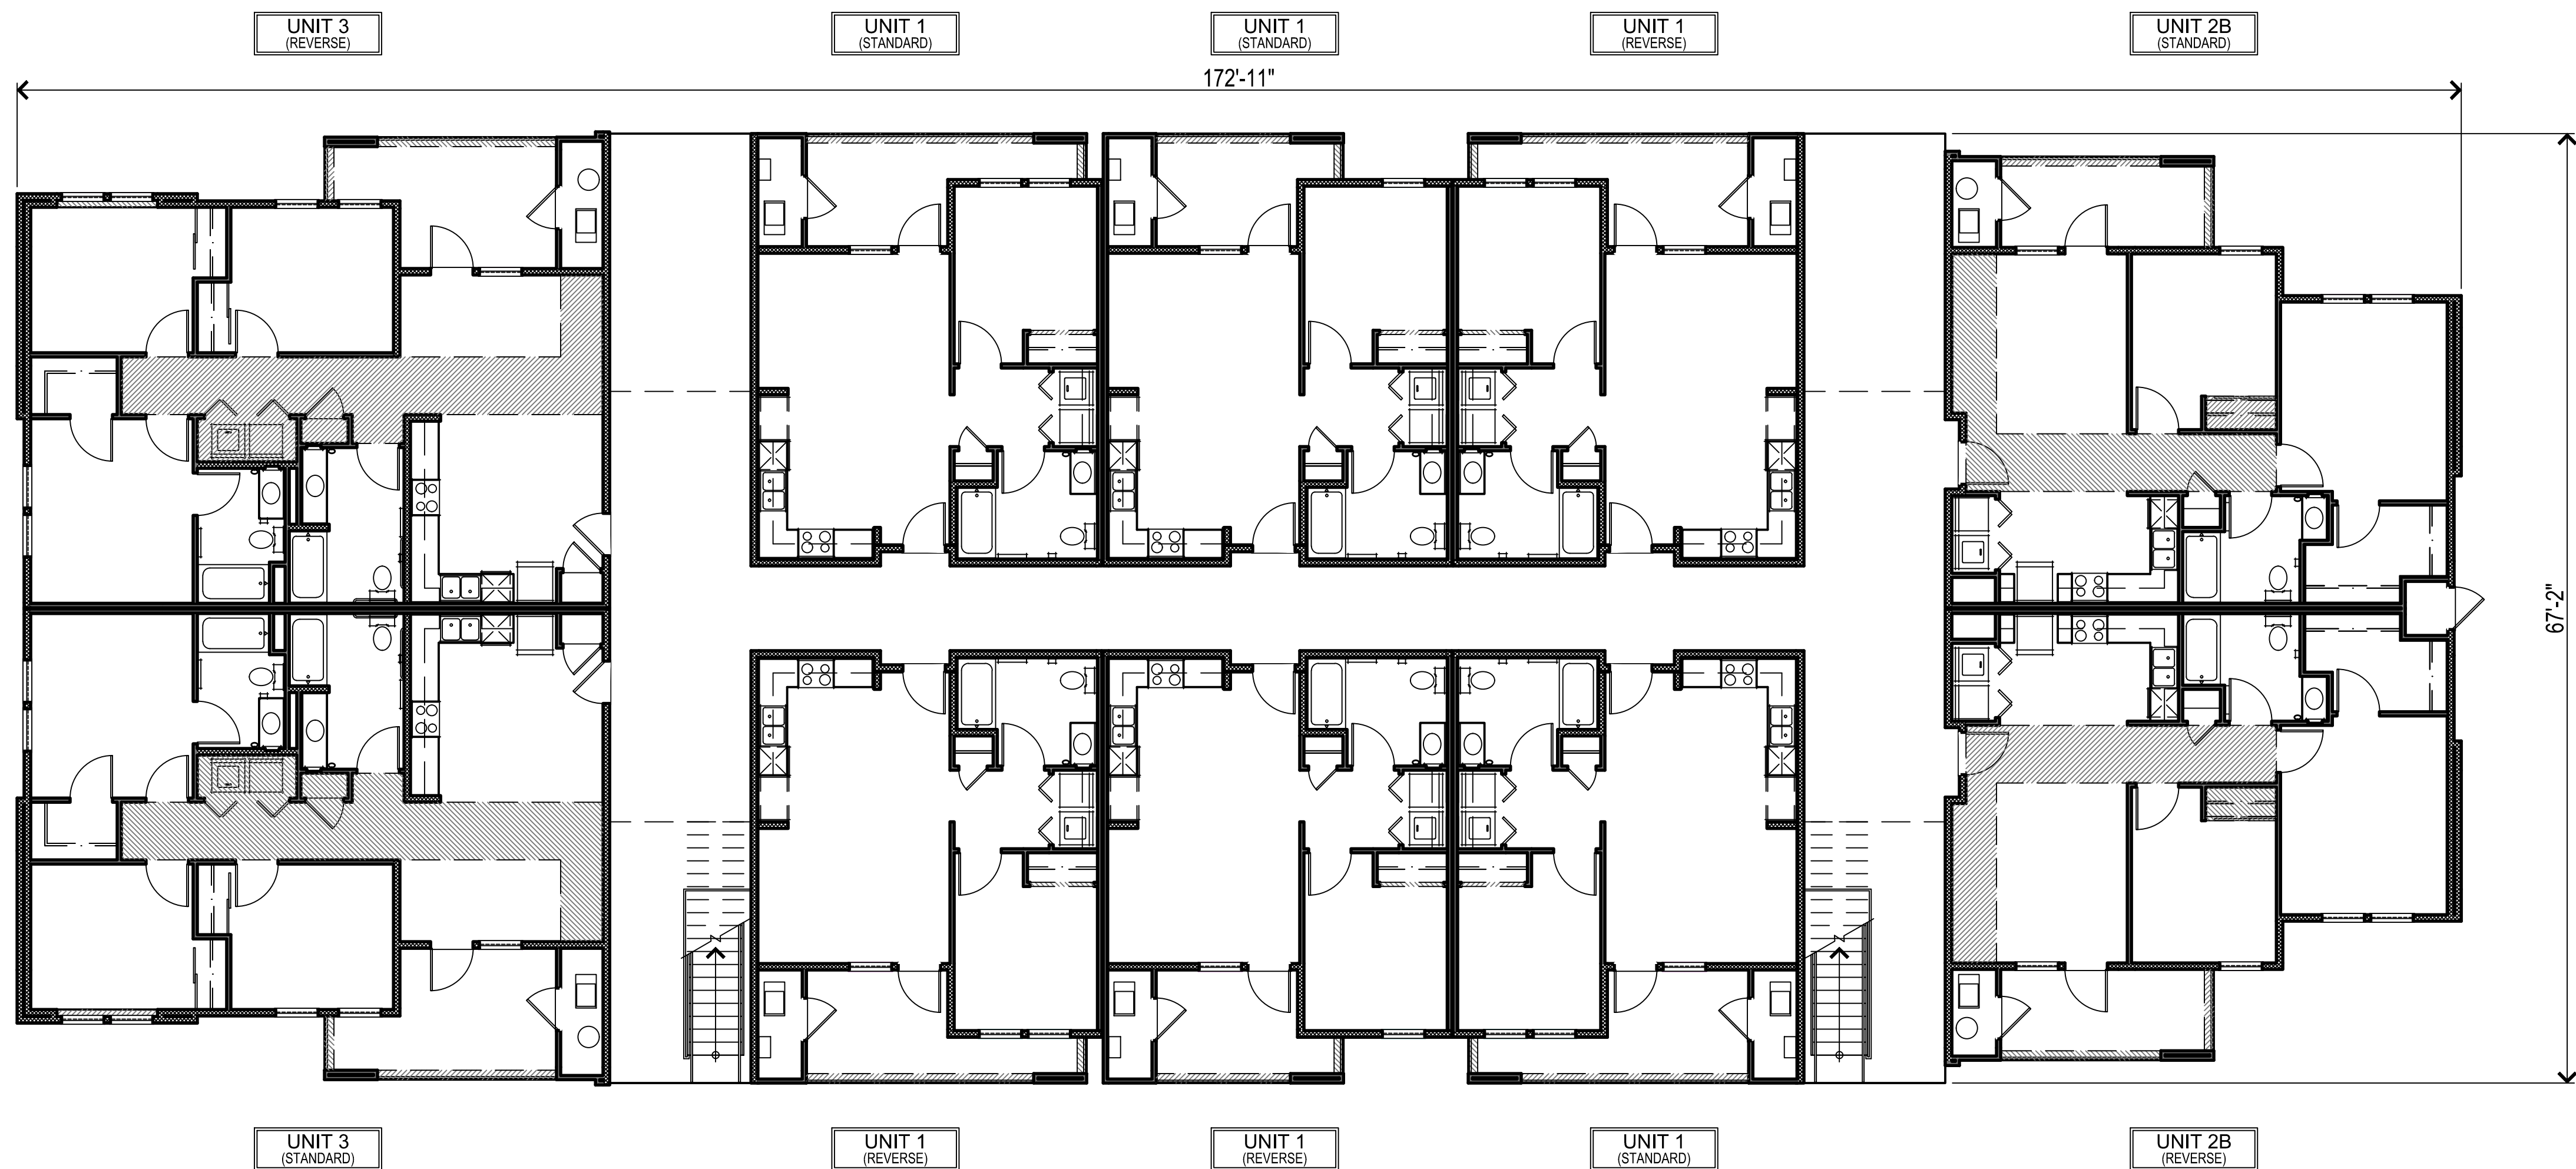 UNIT 3
(REVERSE)
UNIT 1
(STANDARD)
UNIT 1
(STANDARD)
UNIT 1
(REVERSE)
UNIT 2B
(STANDARD)
172'-11"
67'-2"
UNIT 3
(STANDARD)
UNIT 1
(REVERSE)
UNIT 1
(REVERSE)
UNIT 1
(STANDARD)
UNIT 2B
(REVERSE)